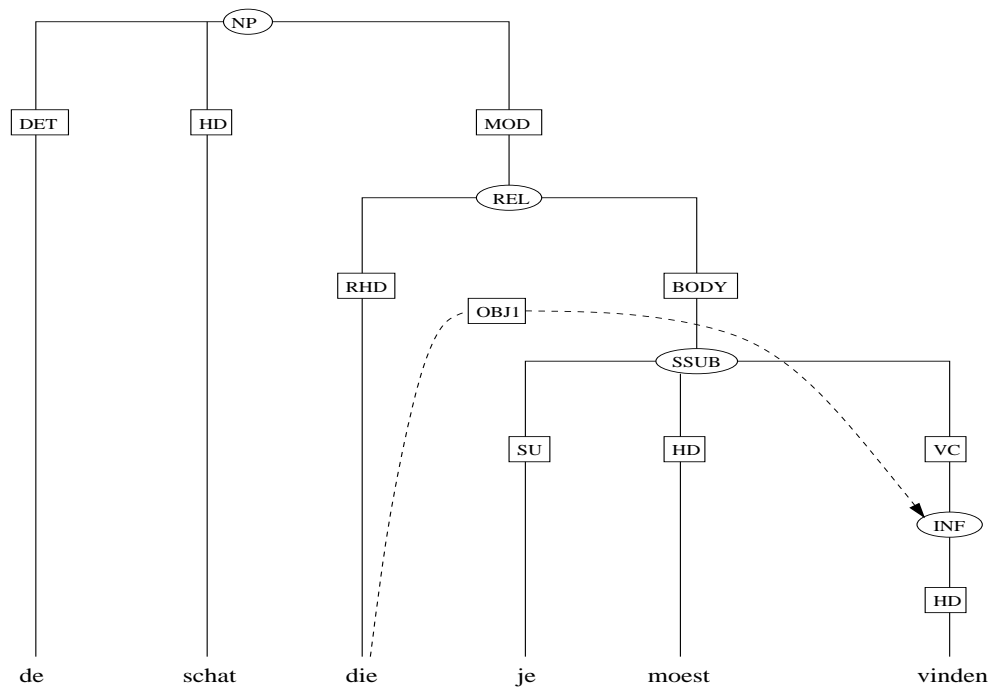 NP
DET HD MOD
REL
RHD BODY
OBJ1
SSUB
SU HD VC
INF
HD
de schat die je moest vinden